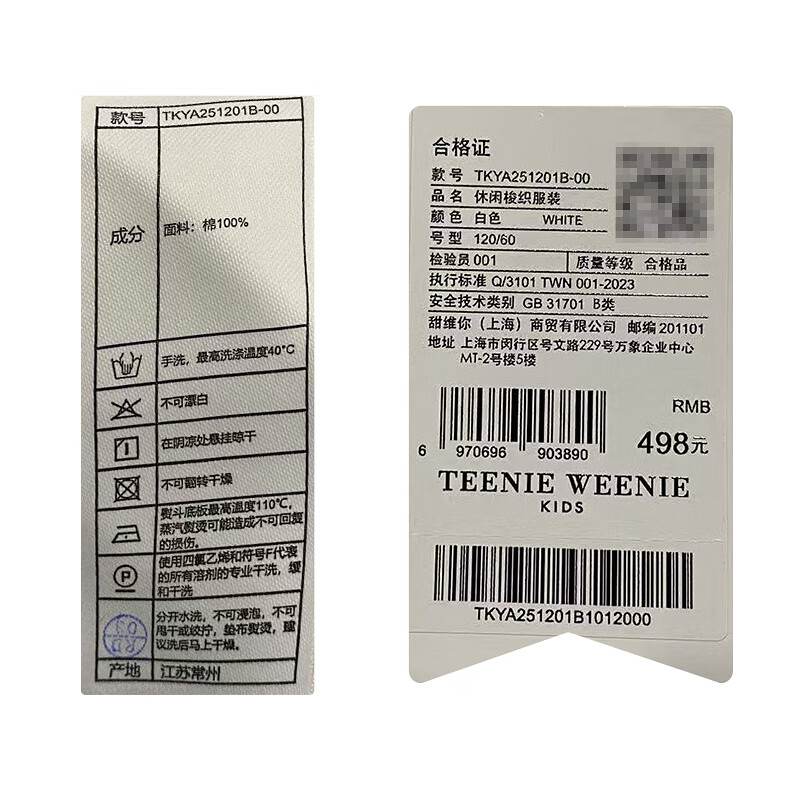 款号 TKYA251201B-00
成分 面料：棉100%
手洗，最高洗涤温度40°C
不可漂白
在阴凉处悬挂晾干
不可翻转干燥
熨斗底板最高温度110℃，
蒸汽熨烫可能造成不可回复
的损伤。
使用四氯乙烯和符号F代表
的所有溶剂的专业干洗，缓
和干洗
分开水洗，不可浸泡，不可
甩干或绞拧，垫布熨烫，建
议洗后马上干燥。
产地 江苏常州
合格证
款号 TKYA251201B-00
品名 休闲梭织服装
颜色 白色 WHITE
号型 120/60
检验员 001 质量等级 合格品
执行标准 Q/3101 TWN 001-2023
安全技术类别 GB 31701 B类
甜维你（上海）商贸有限公司 邮编 201101
地址 上海市闵行区号文路229号万象企业中心
MT-2号楼5楼
RMB
498元
6 970696 903890
TEENIE WEENIE
KIDS
TKYA251201B1012000